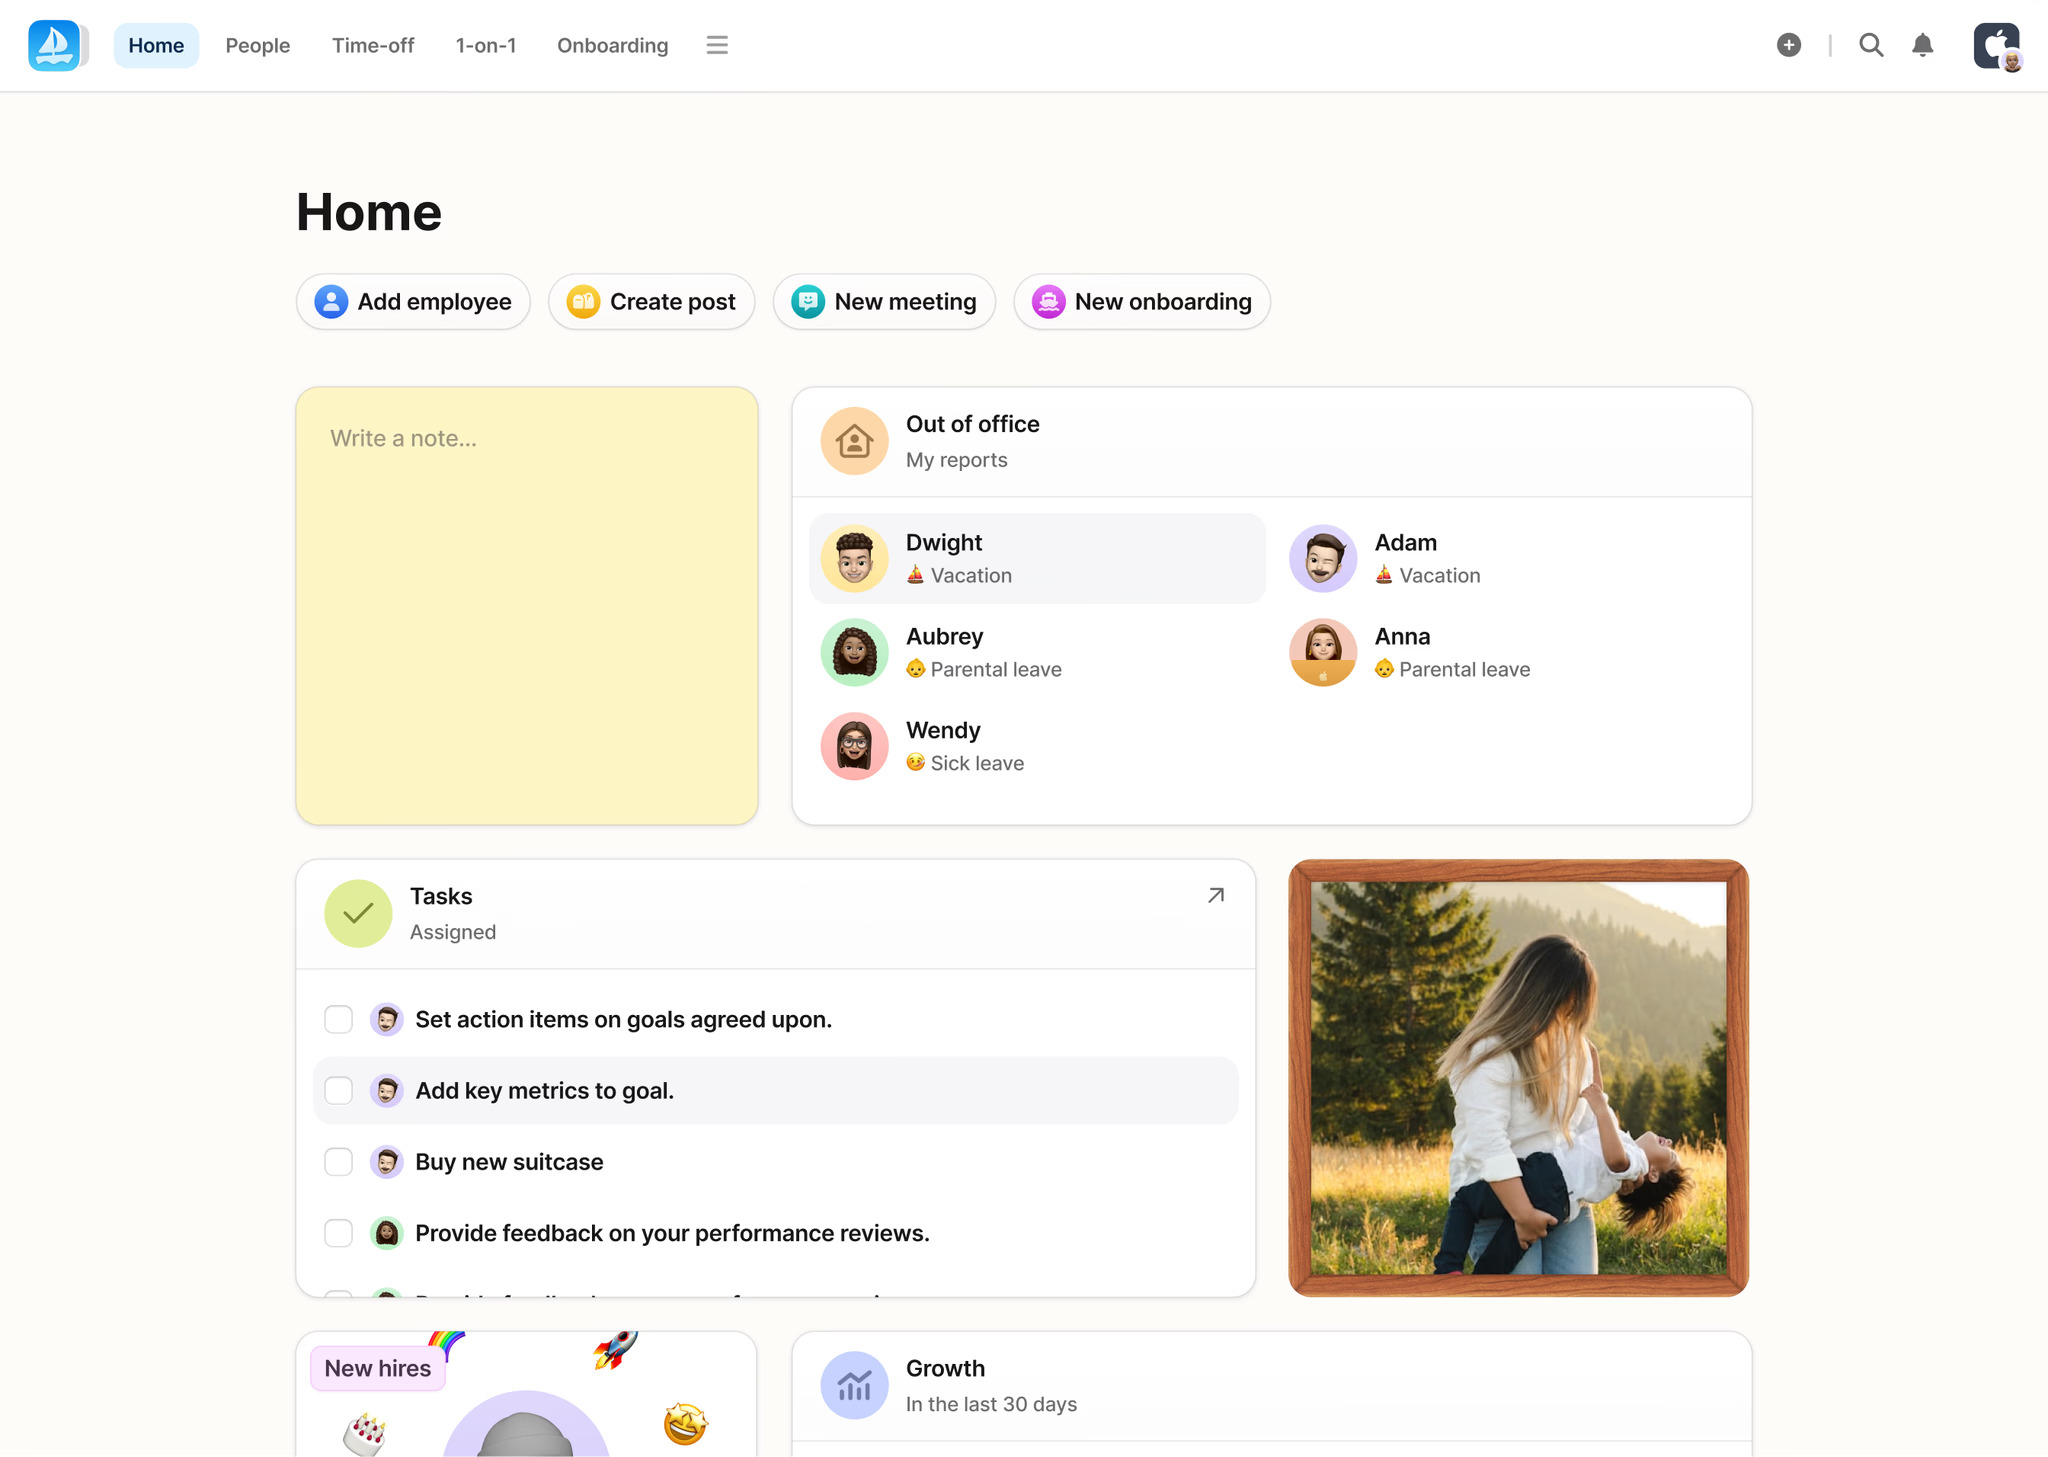 Home
People
Time-off
1-on-1
Onboarding
Home
Add employee
Create post
New meeting
New onboarding
Write a note...
Out of office
My reports
Dwight
Vacation
Adam
Vacation
Aubrey
Parental leave
Anna
Parental leave
Wendy
Sick leave
Tasks
Assigned
Set action items on goals agreed upon.
Add key metrics to goal.
Buy new suitcase
Provide feedback on your performance reviews.
New hires
Growth
In the last 30 days